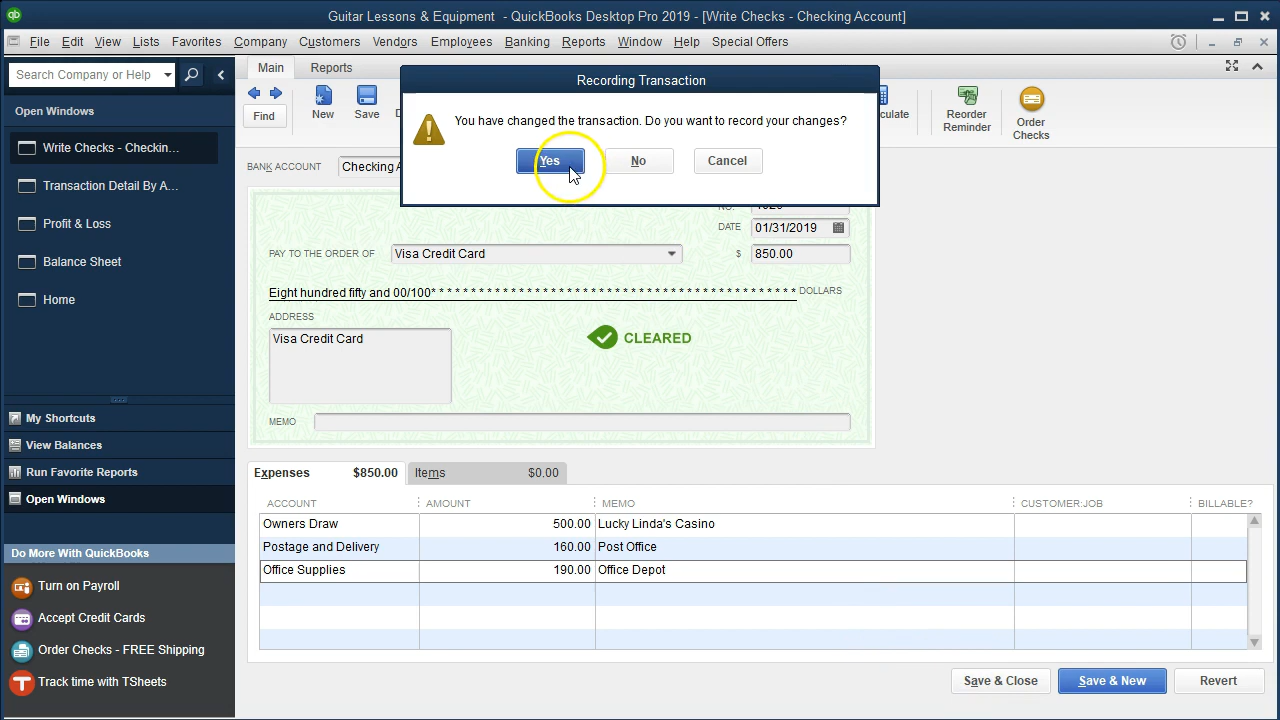 Guitar Lessons & Equipment - QuickBooks Desktop Pro 2019 - [Write Checks - Checking Account]
File Edit View Lists Favorites Company Customers Vendors Employees Banking Reports Window Help Special Offers
Search Company or Help
Open Windows
Write Checks - Checkin...
Transaction Detail By A...
Profit & Loss
Balance Sheet
Home
My Shortcuts
View Balances
Run Favorite Reports
Open Windows
Do More With QuickBooks
Turn on Payroll
Accept Credit Cards
Order Checks - FREE Shipping
Track time with TSheets
Main Reports
Find
New
Save
Reorder Reminder
Order Checks
Recording Transaction
You have changed the transaction. Do you want to record your changes?
Yes No Cancel
BANK ACCOUNT
DATE 01/31/2019
PAY TO THE ORDER OF Visa Credit Card $ 850.00
Eight hundred fifty and 00/100* * * * * * * * * * * * * * * * * * * * * * * * * * * * * * * * * * * * * * * * * * * * * DOLLARS
ADDRESS
Visa Credit Card
CLEARED
MEMO
Expenses $850.00 Items $0.00
ACCOUNT AMOUNT MEMO CUSTOMER:JOB BILLABLE?
Owners Draw 500.00 Lucky Linda's Casino
Postage and Delivery 160.00 Post Office
Office Supplies 190.00 Office Depot
Save & Close Save & New Revert